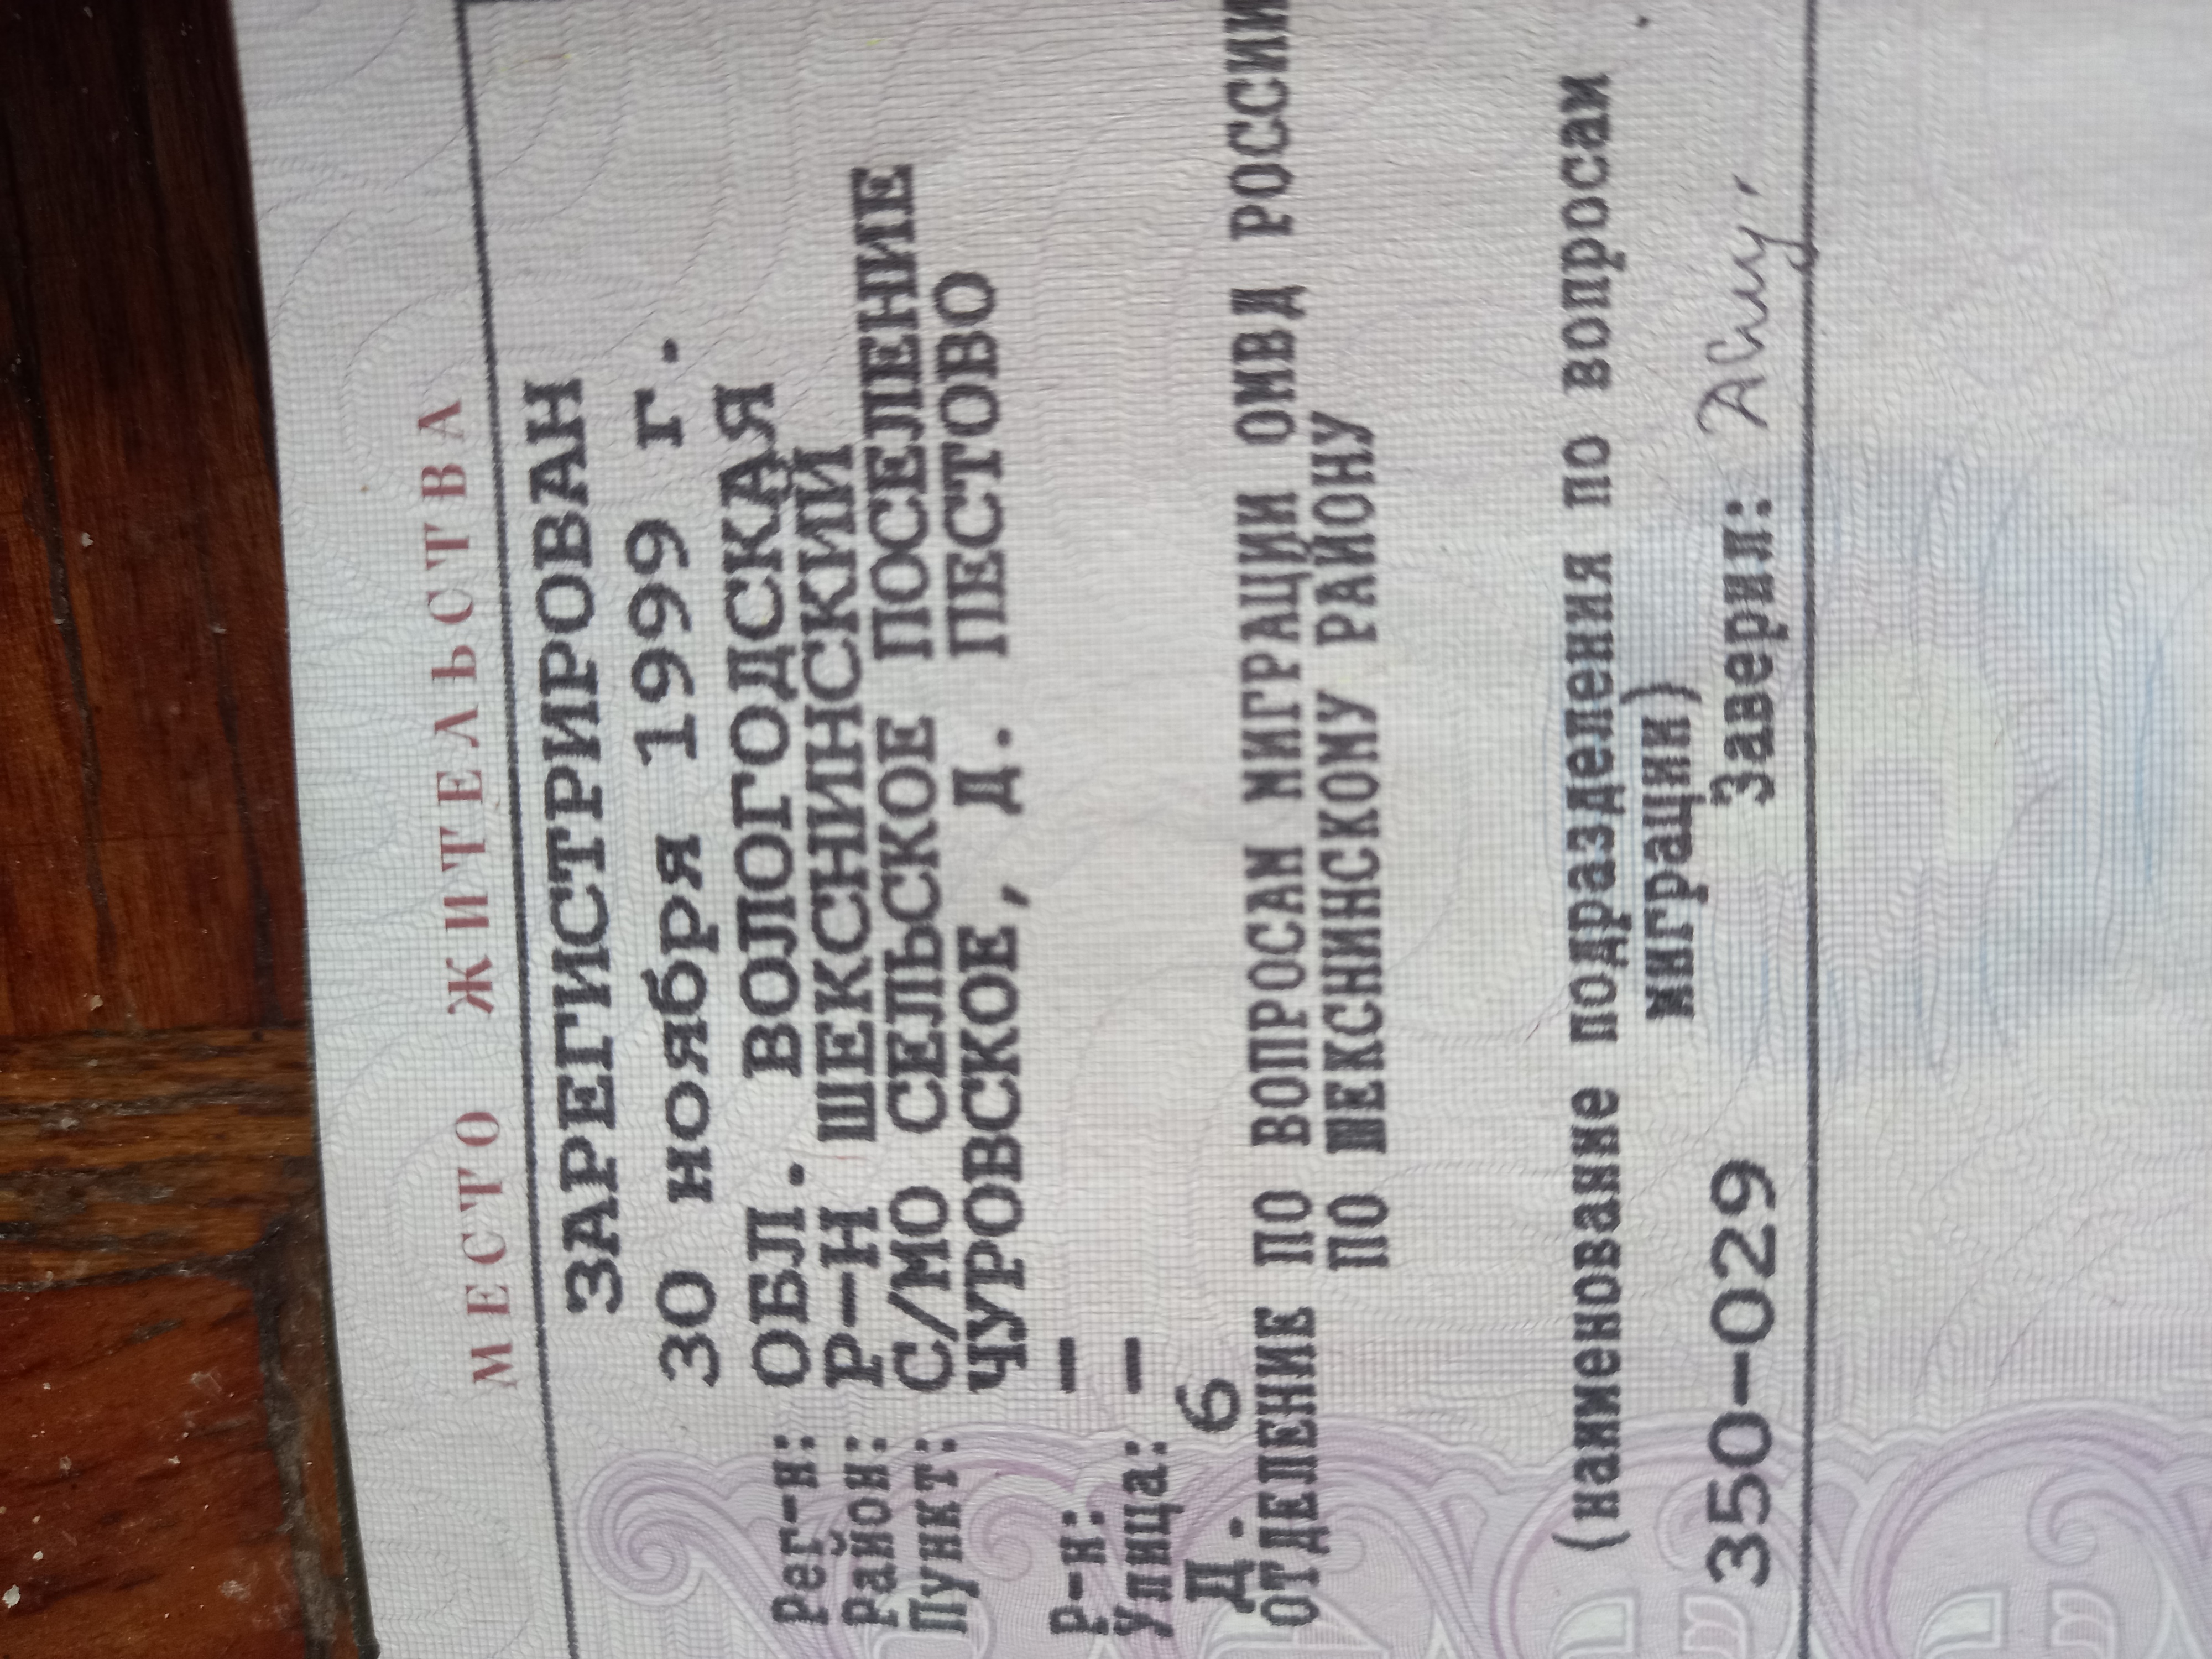 МЕСТО ЖИТЕЛЬСТВА
ЗАРЕГИСТРИРОВАН
30 ноября 1999 г.
Рег-н: ОБЛ. ВОЛОГОДСКАЯ
Район: Р-Н ШЕКСНИНСКИЙ
Пункт: С/МО СЕЛЬСКОЕ ПОСЕЛЕНИЕ
ЧУРОВСКОЕ, Д. ПЕСТОВО
Р-н: —
Улица: —
Д. 6
ОТДЕЛЕНИЕ ПО ВОПРОСАМ МИГРАЦИИ ОМВД РОССИИ
ПО ШЕКСНИНСКОМУ РАЙОНУ
(наименование подразделения по вопросам
миграции)
350-029 Заверил: